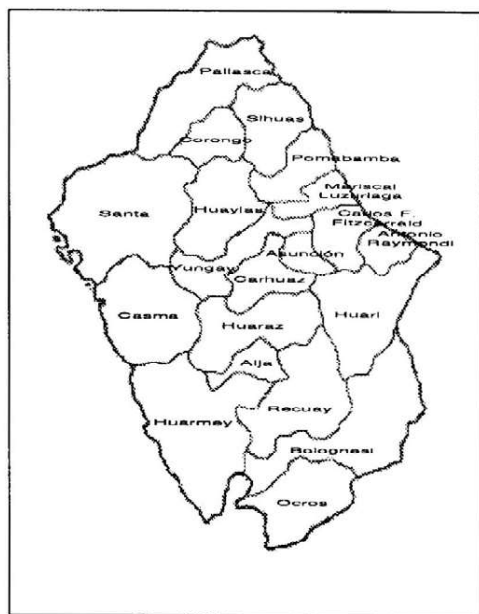 Pallasca
Sihuas
Corongo
Pomabamba
Mariscal
Luzuriaga
Santa
Huaylas
Carlos F.
Fitzcarrald
Antonio
Raymondi
Yungay
Asunción
Carhuaz
Casma
Huaraz
Huari
Aija
Recuay
Huarmey
Bolognesi
Ocros